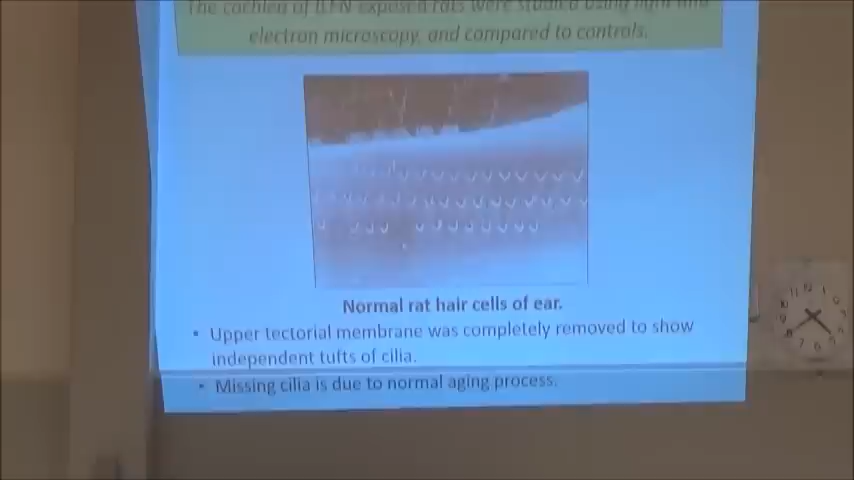 The cochlea of ILFN exposed rats were studied using light and
electron microscopy, and compared to controls.
Normal rat hair cells of ear.
• Upper tectorial membrane was completely removed to show
independent tufts of cilia.
• Missing cilia is due to normal aging process.